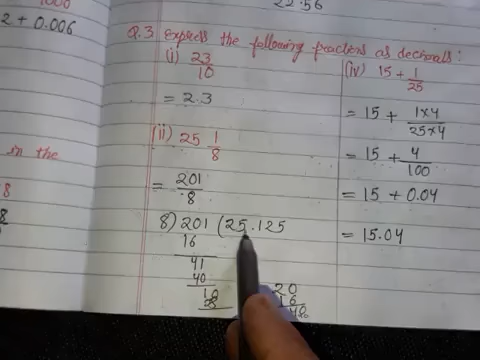 1000
22.56
2 + 0.006
Q.3 Express the following fractions as decimals:
(i) 23/10
= 2.3
(ii) 25 1/8
in the
= 201/8
8) 201 (25.125
16
41
40
10
8
20
16
40
(iv) 15 + 1/25
= 15 + 1×4/25×4
= 15 + 4/100
= 15 + 0.04
= 15.04